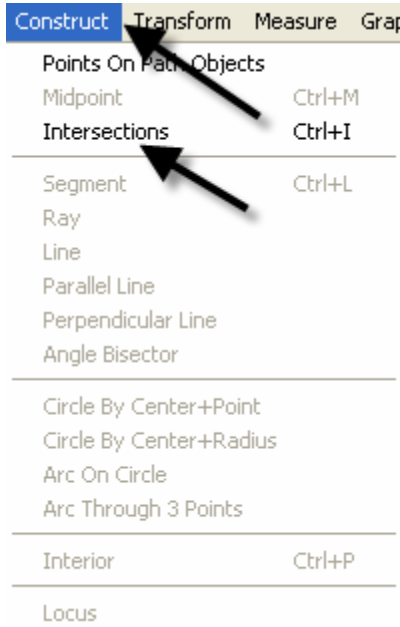 Construct Transform Measure Grap
Points On Path Objects
Midpoint Ctrl+M
Intersections Ctrl+I
Segment Ctrl+L
Ray
Line
Parallel Line
Perpendicular Line
Angle Bisector
Circle By Center+Point
Circle By Center+Radius
Arc On Circle
Arc Through 3 Points
Interior Ctrl+P
Locus